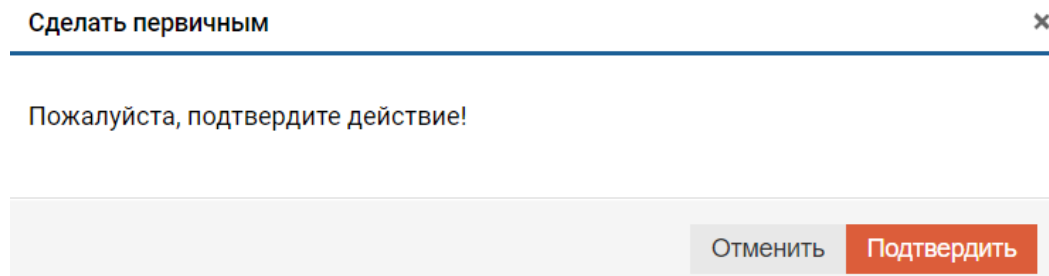 Сделать первичным
Пожалуйста, подтвердите действие!
Отменить Подтвердить